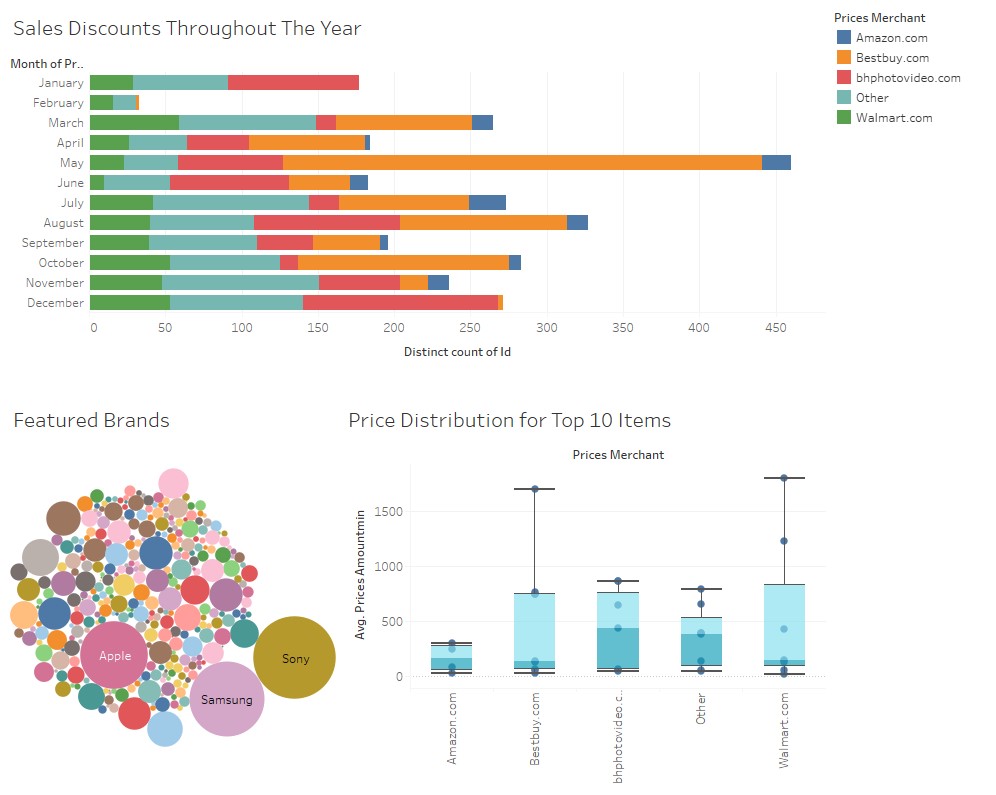 Sales Discounts Throughout The Year
Prices Merchant
Amazon.com
Bestbuy.com
bhphotovideo.com
Other
Walmart.com
Month of Pr..
January
February
March
April
May
June
July
August
September
October
November
December
0 50 100 150 200 250 300 350 400 450
Distinct count of Id
Featured Brands
Apple
Samsung
Sony
Price Distribution for Top 10 Items
Prices Merchant
Avg. Prices Amountmin
1500
1000
500
0
Amazon.com
Bestbuy.com
bhphotovideo.c..
Other
Walmart.com